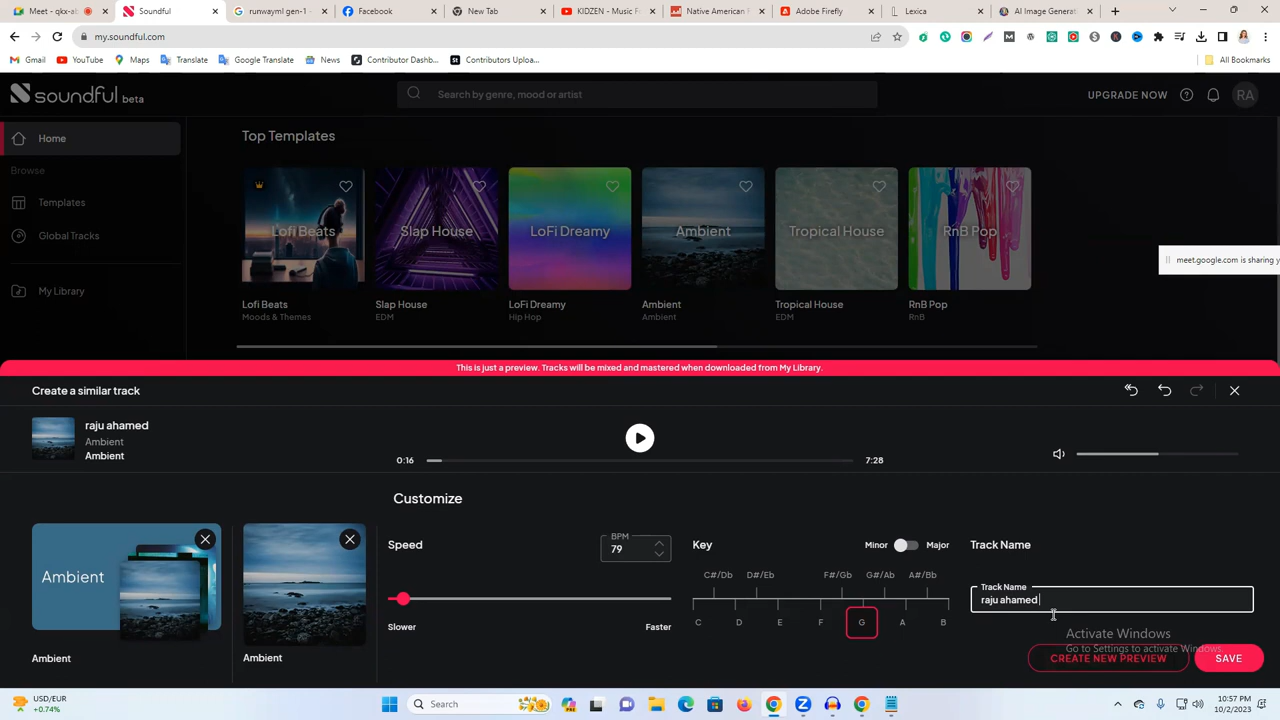 Meet - qkx-ab
Soundful
runwayml gen-1 -
Facebook
New Tab
KIDZEN - Music F
Native American T
Adobe Firefly
Lexica
AI Image Generat
my.soundful.com
Gmail
YouTube
Maps
Translate
Google Translate
News
Contributor Dashb...
Contributors Uploa...
All Bookmarks
soundful beta
Search by genre, mood or artist
UPGRADE NOW
RA
Home
Browse
Templates
Global Tracks
My Library
Top Templates
Lofi Beats
Slap House
LoFi Dreamy
Ambient
Tropical House
RnB Pop
Lofi Beats
Slap House
LoFi Dreamy
Ambient
Tropical House
RnB Pop
Moods & Themes
EDM
Hip Hop
Ambient
EDM
RnB
meet.google.com is sharing y
This is just a preview. Tracks will be mixed and mastered when downloaded from My Library.
Create a similar track
raju ahamed
Ambient
Ambient
0:16
7:28
Customize
Ambient
Ambient
Ambient
Speed
BPM
79
Slower
Faster
Key
Minor
Major
C#/Db
D#/Eb
F#/Gb
G#/Ab
A#/Bb
C
D
E
F
G
A
B
Track Name
Track Name
raju ahamed
Activate Windows
Go to Settings to activate Windows.
CREATE NEW PREVIEW
SAVE
USD/EUR
+0.74%
Search
10:57 PM
10/2/2023